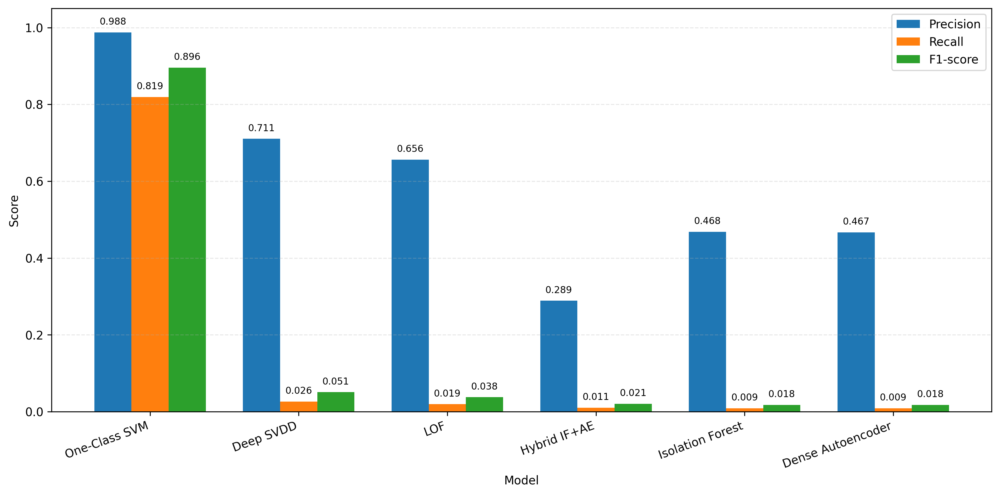 Precision
Recall
F1-score
Score
1.0
0.8
0.6
0.4
0.2
0.0
0.988
0.819
0.896
0.711
0.026
0.051
0.656
0.019
0.038
0.289
0.011
0.021
0.468
0.009
0.018
0.467
0.009
0.018
One-Class SVM
Deep SVDD
LOF
Hybrid IF+AE
Isolation Forest
Dense Autoencoder
Model